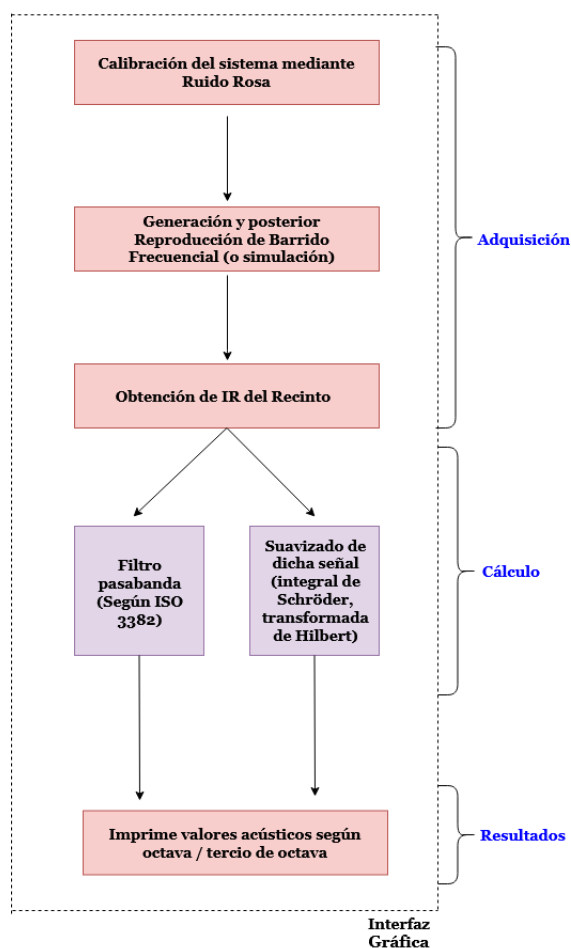 Calibración del sistema mediante
Ruido Rosa
Generación y posterior
Reproducción de Barrido
Frecuencial (o simulación)
Adquisición
Obtención de IR del Recinto
Filtro
pasabanda
(Según ISO
3382)
Suavizado de
dicha señal
(integral de
Schröder,
transformada
de Hilbert)
Cálculo
Imprime valores acústicos según
octava / tercio de octava
Resultados
Interfaz
Gráfica